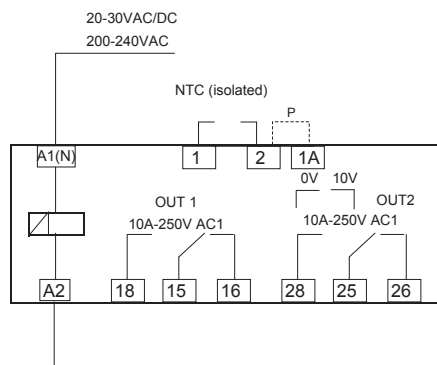 20-30VAC/DC
200-240VAC
NTC (isolated)
P
A1(N)
1
2
1A
0V 10V
OUT 1
OUT2
10A-250V AC1
10A-250V AC1
A2
18
15
16
28
25
26